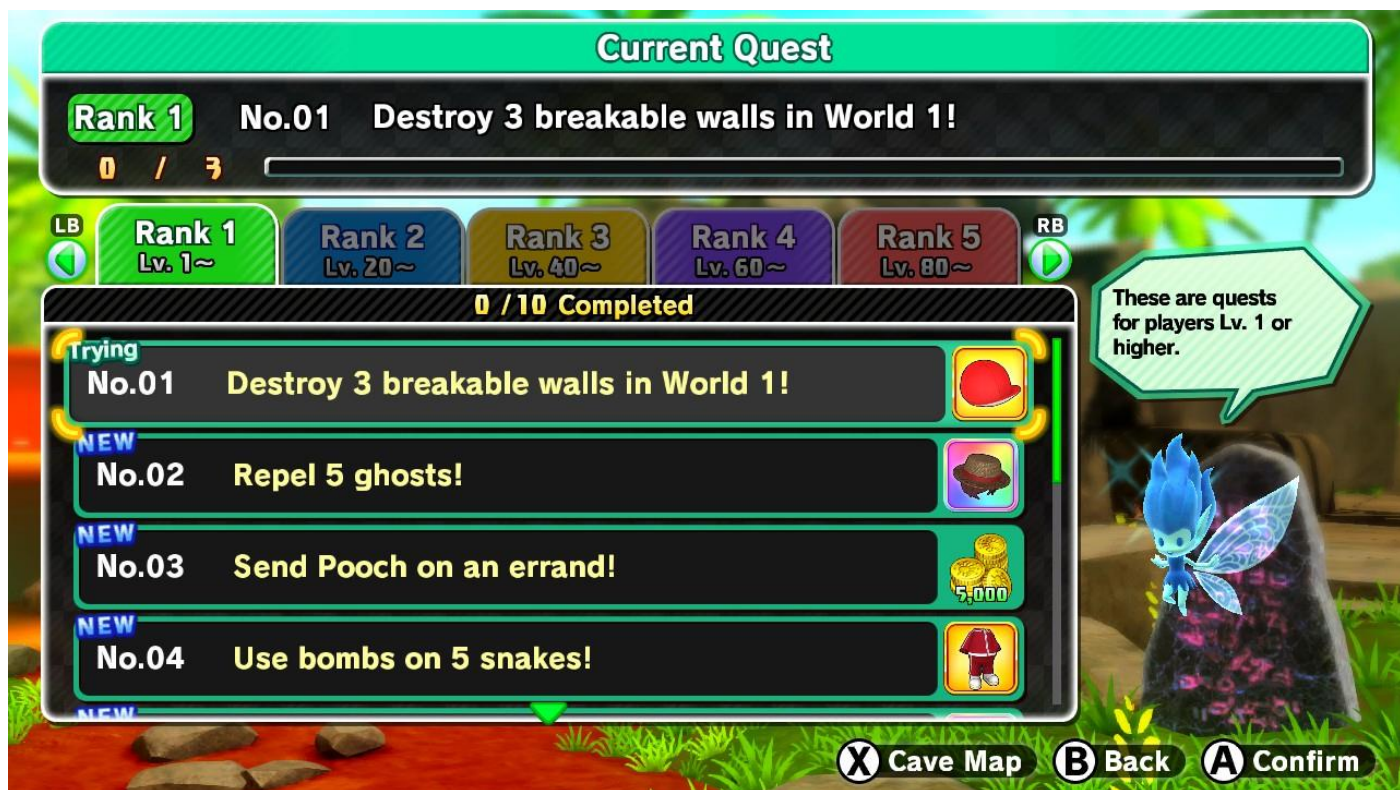 Current Quest
Rank 1 No.01 Destroy 3 breakable walls in World 1!
0 / 3
LB
Rank 1
Lv. 1~
Rank 2
Lv. 20~
Rank 3
Lv. 40~
Rank 4
Lv. 60~
Rank 5
Lv. 80~
RB
0 / 10 Completed
Trying
No.01 Destroy 3 breakable walls in World 1!
NEW
No.02 Repel 5 ghosts!
NEW
No.03 Send Pooch on an errand!
5,000
NEW
No.04 Use bombs on 5 snakes!
NEW
These are quests
for players Lv. 1 or
higher.
X Cave Map B Back A Confirm